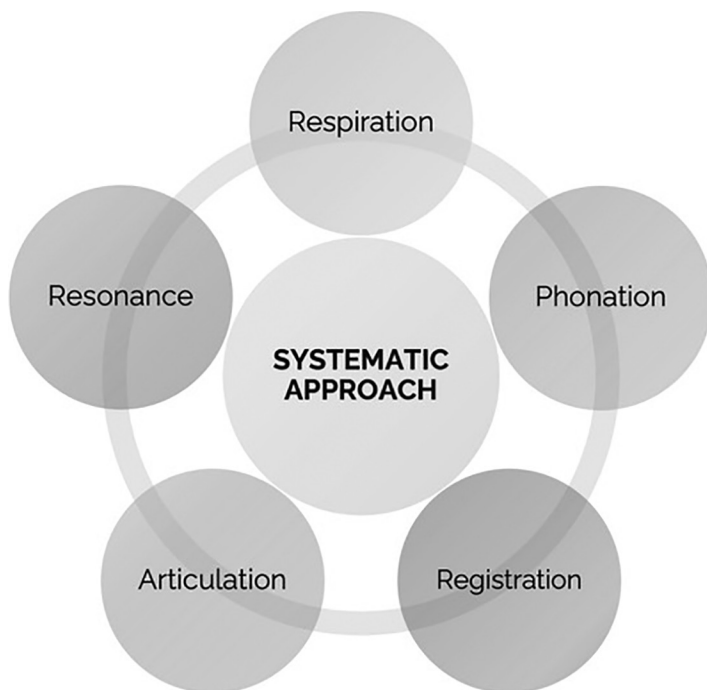 Respiration
Phonation
Registration
Articulation
Resonance
SYSTEMATIC
APPROACH